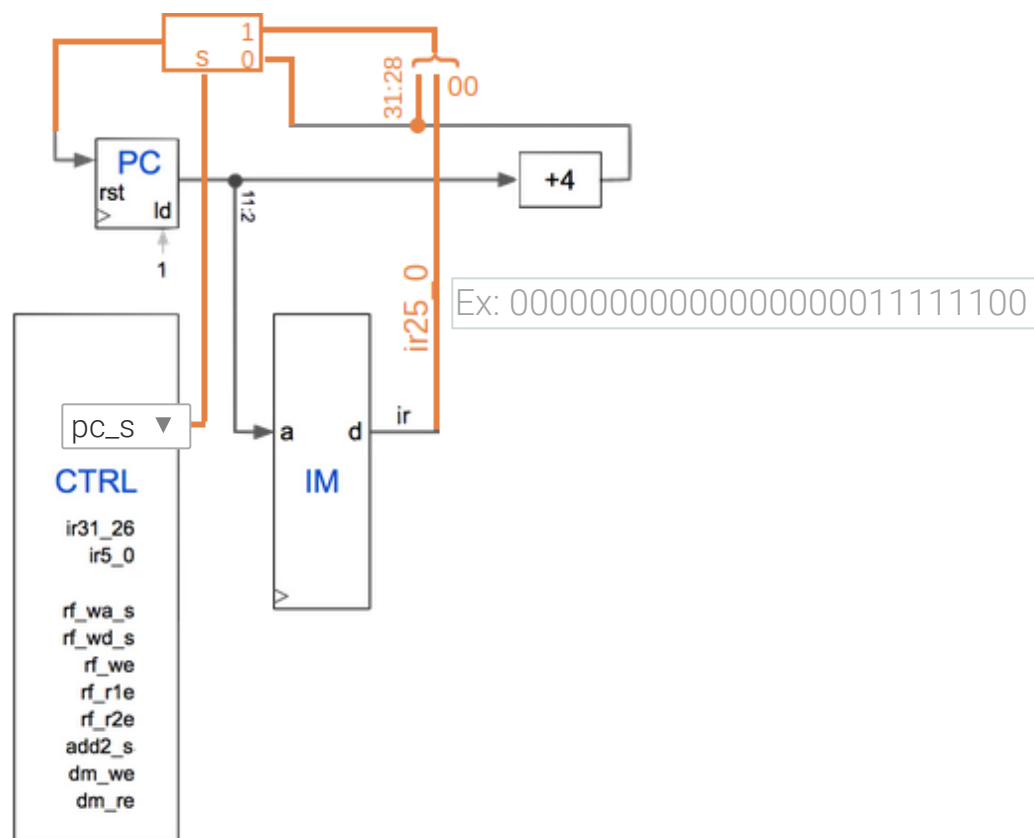 1
s 0
31:28
00
PC
rst
ld
1
11:2
+4
ir25_0
Ex: 00000000000000000011111100
pc_s ▼
CTRL
ir31_26
ir5_0
rf_wa_s
rf_wd_s
rf_we
rf_r1e
rf_r2e
add2_s
dm_we
dm_re
a d
IM
ir